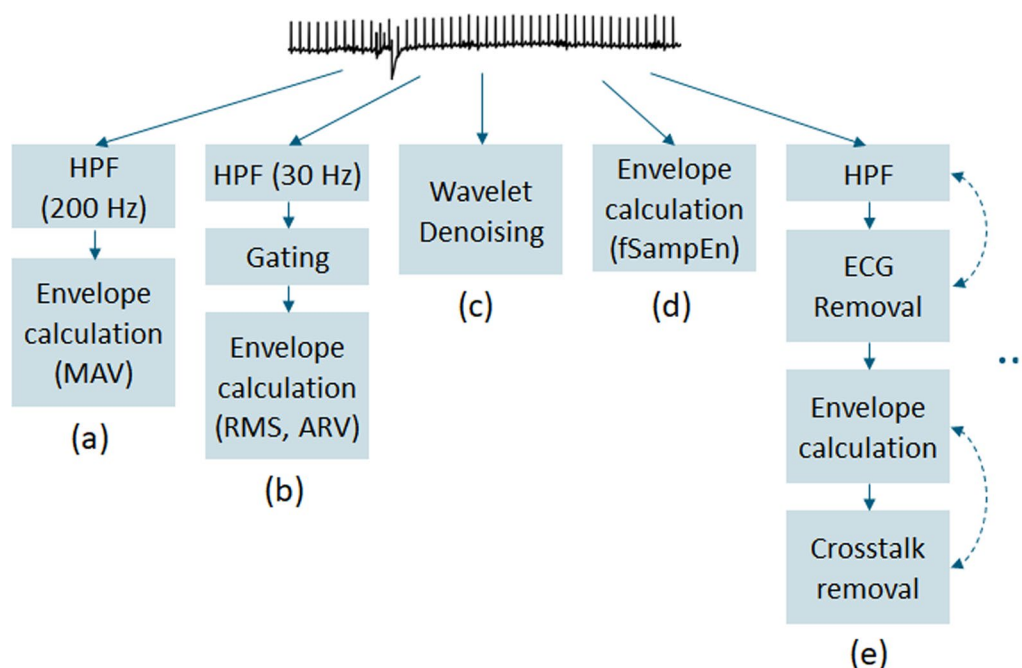 HPF
(200 Hz)
Envelope
calculation
(MAV)
(a)
HPF (30 Hz)
Gating
Envelope
calculation
(RMS, ARV)
(b)
Wavelet
Denoising
(c)
Envelope
calculation
(fSampEn)
(d)
HPF
ECG
Removal
Envelope
calculation
Crosstalk
removal
(e)